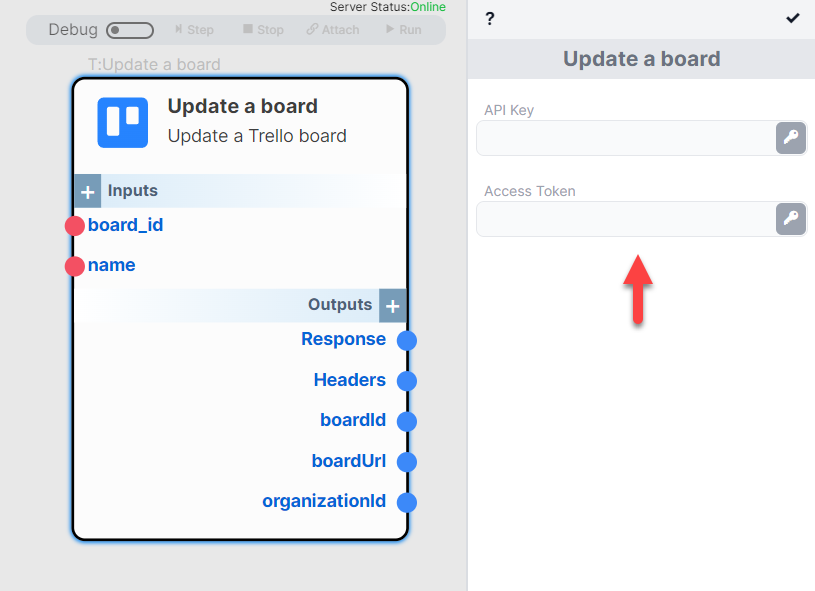 Server Status:Online
Debug Step Stop Attach Run
T:Update a board
Update a board
Update a Trello board
+ Inputs
board_id
name
Outputs +
Response
Headers
boardId
boardUrl
organizationId
?
Update a board
API Key
Access Token